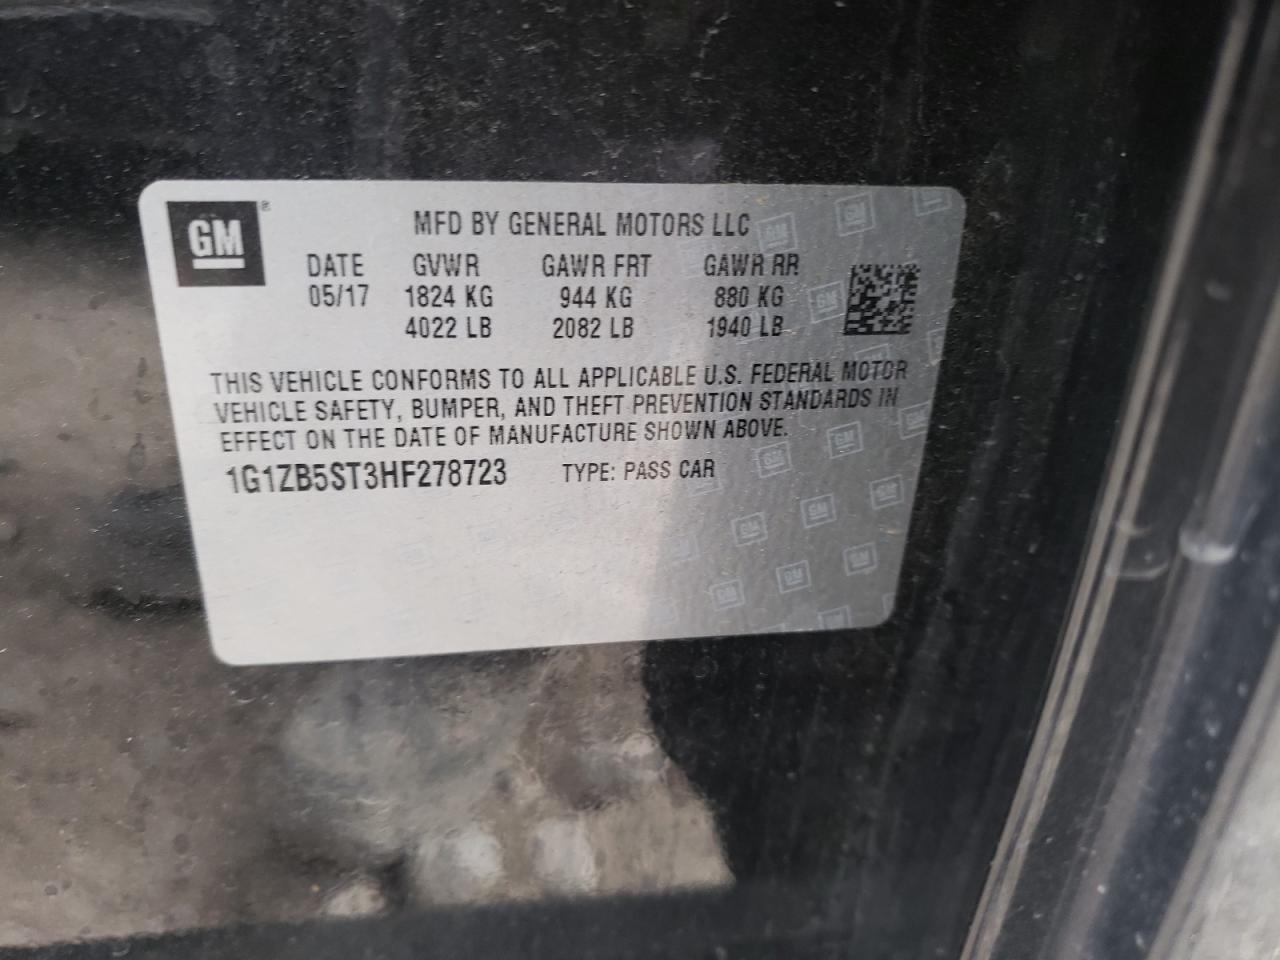 GM®
MFD BY GENERAL MOTORS LLC
DATE GVWR GAWR FRT GAWR RR
05/17 1824 KG 944 KG 880 KG
4022 LB 2082 LB 1940 LB
THIS VEHICLE CONFORMS TO ALL APPLICABLE U.S. FEDERAL MOTOR
VEHICLE SAFETY, BUMPER, AND THEFT PREVENTION STANDARDS IN
EFFECT ON THE DATE OF MANUFACTURE SHOWN ABOVE.
1G1ZB5ST3HF278723 TYPE: PASS CAR